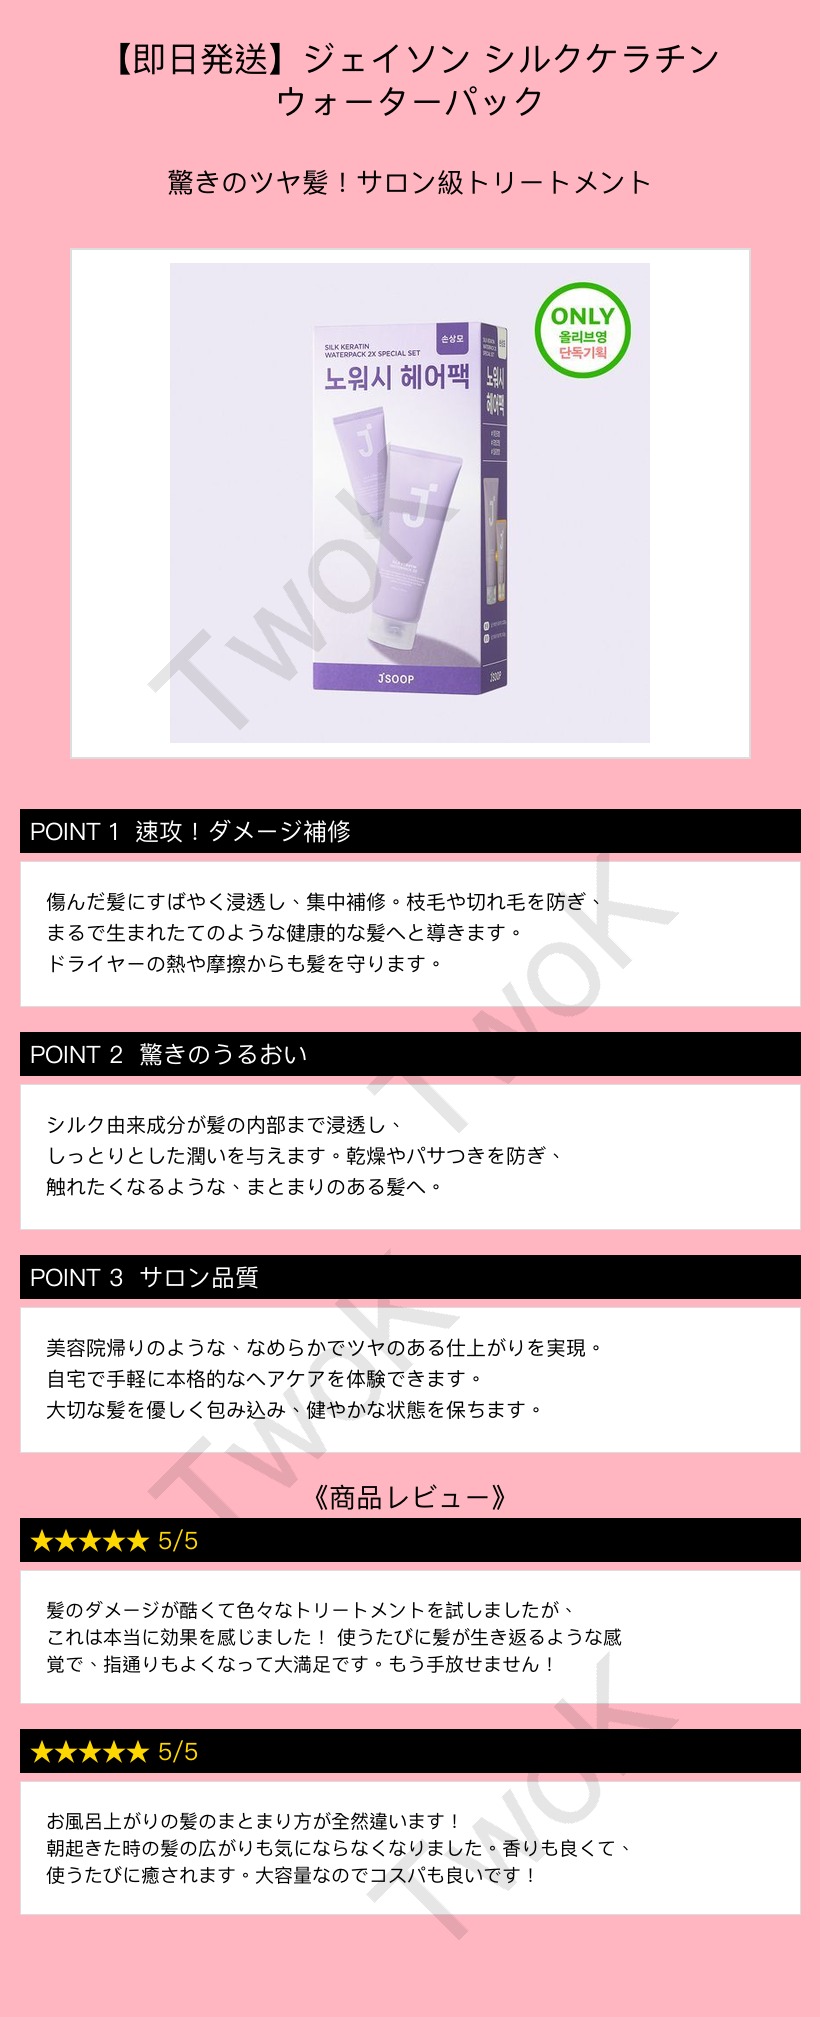 【即日発送】ジェイソン シルクケラチン
ウォーターパック
驚きのツヤ髪！サロン級トリートメント
ONLY
올리브영
단독기획
손상모
SILK KERATIN
WATERPACK 2X SPECIAL SET
노워시 헤어팩
노워시
헤어팩
J
J
J'SOOP
J'SOOP
TwoK
POINT 1 速攻！ダメージ補修
傷んだ髪にすばやく浸透し、集中補修。枝毛や切れ毛を防ぎ、
まるで生まれたてのような健康的な髪へと導きます。
ドライヤーの熱や摩擦からも髪を守ります。
TwoK
POINT 2 驚きのうるおい
シルク由来成分が髪の内部まで浸透し、
しっとりとした潤いを与えます。乾燥やパサつきを防ぎ、
触れたくなるような、まとまりのある髪へ。
POINT 3 サロン品質
美容院帰りのような、なめらかでツヤのある仕上がりを実現。
自宅で手軽に本格的なヘアケアを体験できます。
大切な髪を優しく包み込み、健やかな状態を保ちます。
TwoK
《商品レビュー》
★★★★★ 5/5
髪のダメージが酷くて色々なトリートメントを試しましたが、
これは本当に効果を感じました！ 使うたびに髪が生き返るような感
覚で、指通りもよくなって大満足です。もう手放せません！
★★★★★ 5/5
お風呂上がりの髪のまとまり方が全然違います！
朝起きた時の髪の広がりも気にならなくなりました。香りも良くて、
使うたびに癒されます。大容量なのでコスパも良いです！
TwoK